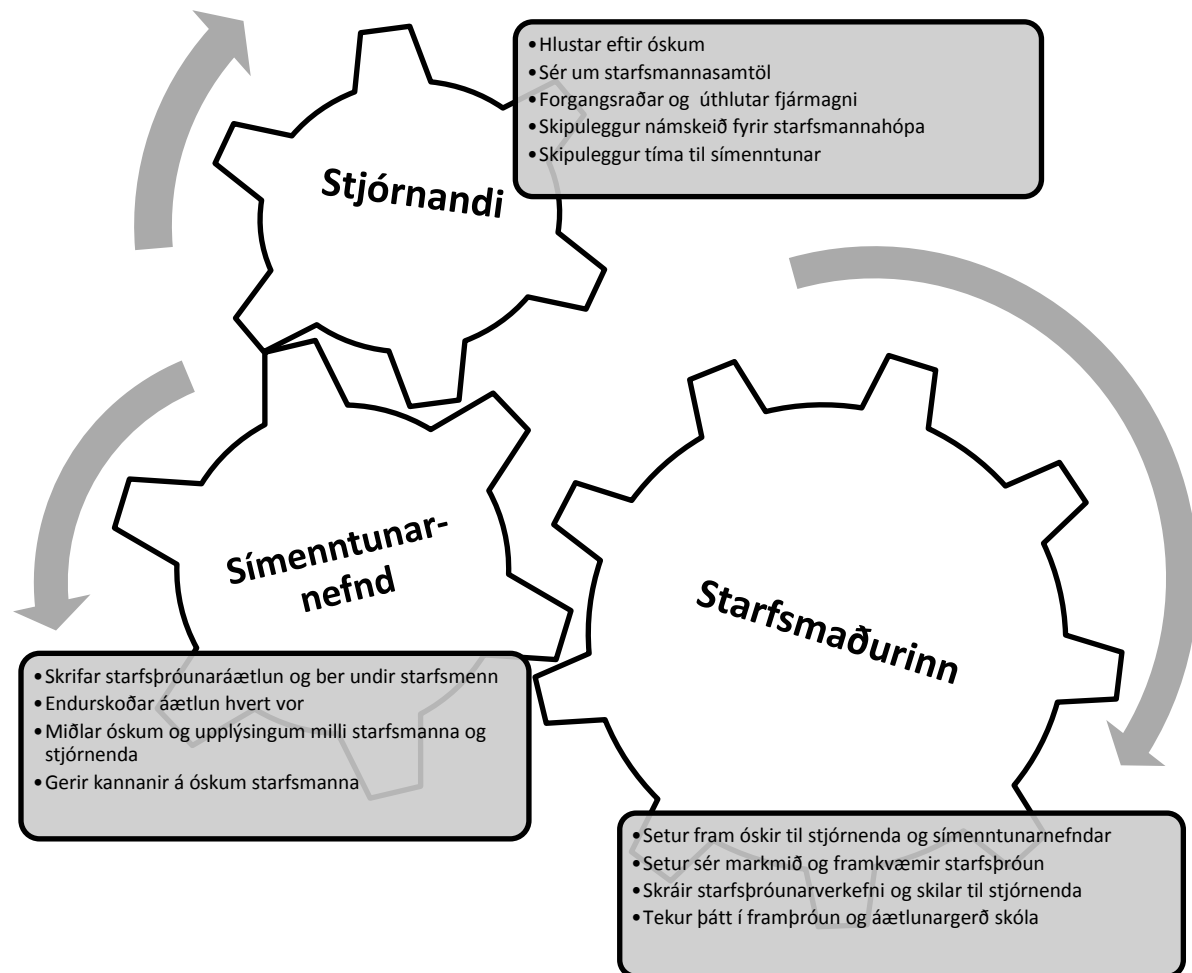 •Hlustar eftir óskum
•Sér um starfsmannasamtöl
•Forgangsraðar og úthlutar fjármagni
•Skipuleggur námskeið fyrir starfsmannahópa
•Skipuleggur tíma til símenntunar
Stjórnandi
Símenntunar-
nefnd
•Skrifar starfsþróunaráætlun og ber undir starfsmenn
•Endurskoðar áætlun hvert vor
•Miðlar óskum og upplýsingum milli starfsmanna og
stjórnenda
•Gerir kannanir á óskum starfsmanna
Starfsmaðurinn
•Setur fram óskir til stjórnenda og símenntunarnefndar
•Setur sér markmið og framkvæmir starfsþróun
•Skráir starfsþróunarverkefni og skilar til stjórnenda
•Tekur þátt í framþróun og áætlunargerð skóla